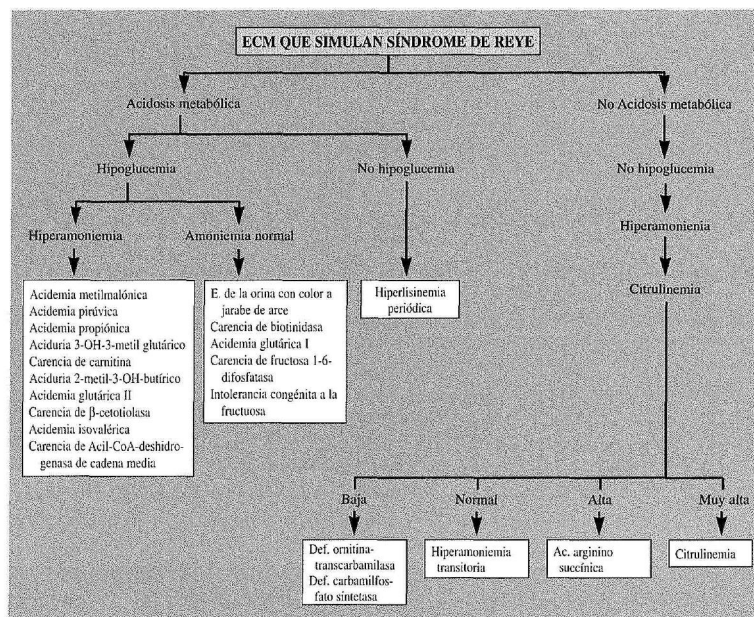 ECM QUE SIMULAN SÍNDROME DE REYE
Acidosis metabólica
No Acidosis metabólica
Hipoglucemia
No hipoglucemia
No hipoglucemia
Hiperamoniemia
Amoniemia normal
Hiperamoniemia
Acidemia metilmalónica
Acidemia pirúvica
Acidemia propiónica
Aciduria 3-OH-3-metil glutárico
Carencia de carnitina
Aciduria 2-metil-3-OH-butírico
Acidemia glutárica II
Carencia de β-cetotiolasa
Acidemia isovalérica
Carencia de Acil-CoA-deshidro-
genasa de cadena media
E. de la orina con color a
jarabe de arce
Carencia de biotinidasa
Acidemia glutárica I
Carencia de fructosa 1-6-
difosfatasa
Intolerancia congénita a la
fructuosa
Hiperlisinemia
periódica
Citrulinemia
Baja
Normal
Alta
Muy alta
Def. ornitina-
transcarbamilasa
Def. carbamilfos-
fato sintetasa
Hiperamoniemia
transitoria
Ac. arginino
succínica
Citrulinemia